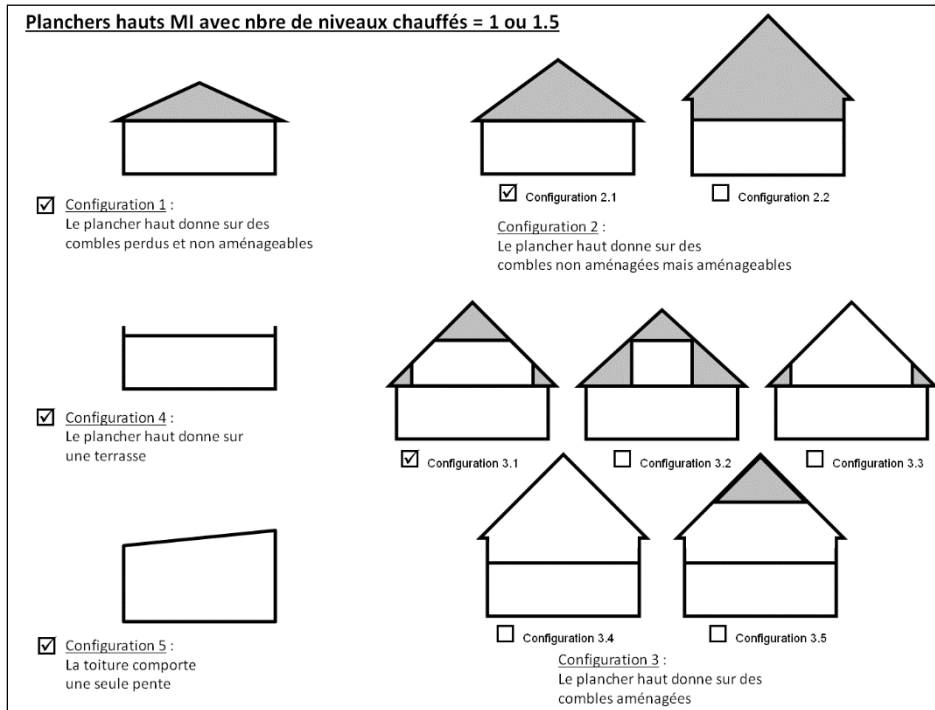 Planchers hauts MI avec nbre de niveaux chauffés = 1 ou 1.5
Configuration 1 :
Le plancher haut donne sur des
combles perdus et non aménageables
Configuration 2.1
Configuration 2.2
Configuration 2 :
Le plancher haut donne sur des
combles non aménagées mais aménageables
Configuration 4 :
Le plancher haut donne sur
une terrasse
Configuration 3.1
Configuration 3.2
Configuration 3.3
Configuration 5 :
La toiture comporte
une seule pente
Configuration 3.4
Configuration 3.5
Configuration 3 :
Le plancher haut donne sur des
combles aménagées